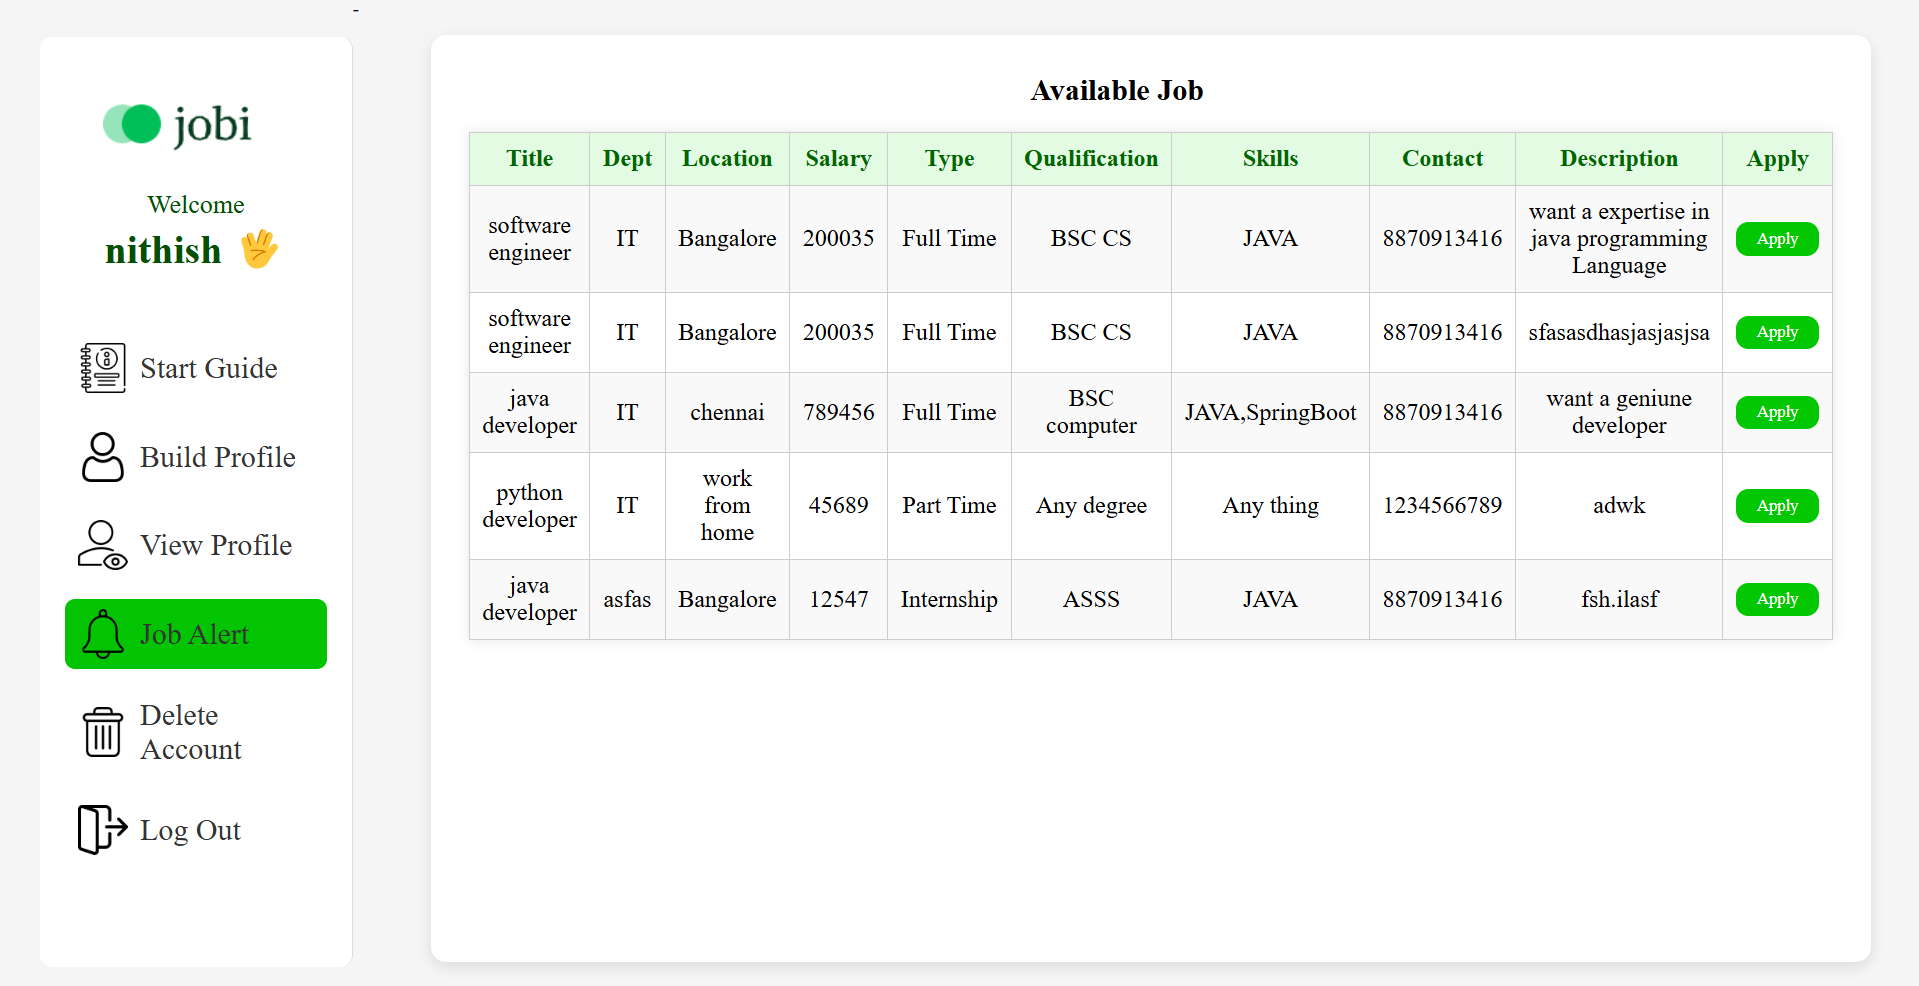 -
jobi
Welcome
nithish
Start Guide
Build Profile
View Profile
Job Alert
Delete
Account
Log Out
Available Job
Title Dept Location Salary Type Qualification Skills Contact Description Apply
software
engineer
IT
Bangalore
200035
Full Time
BSC CS
JAVA
8870913416
want a expertise in
java programming
Language
Apply
software
engineer
IT
Bangalore
200035
Full Time
BSC CS
JAVA
8870913416
sfasasdhasjasjasjsa
Apply
java
developer
IT
chennai
789456
Full Time
BSC
computer
JAVA,SpringBoot
8870913416
want a geniune
developer
Apply
python
developer
IT
work
from
home
45689
Part Time
Any degree
Any thing
1234566789
adwk
Apply
java
developer
asfas
Bangalore
12547
Internship
ASSS
JAVA
8870913416
fsh.ilasf
Apply